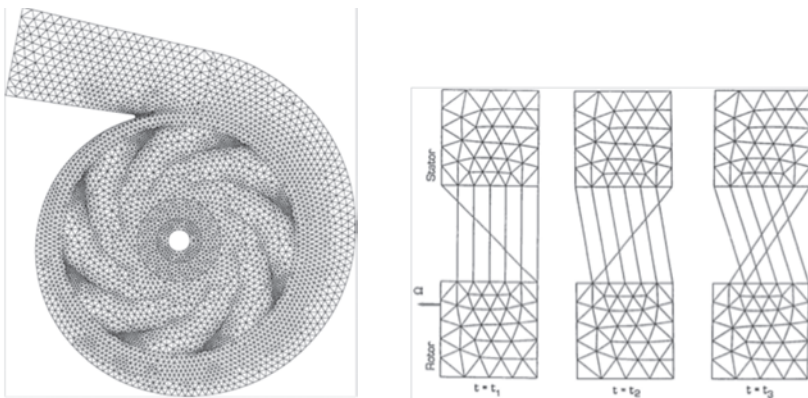 Stator
Ω
Rotor
t = t₁
t = t₂
t = t₃